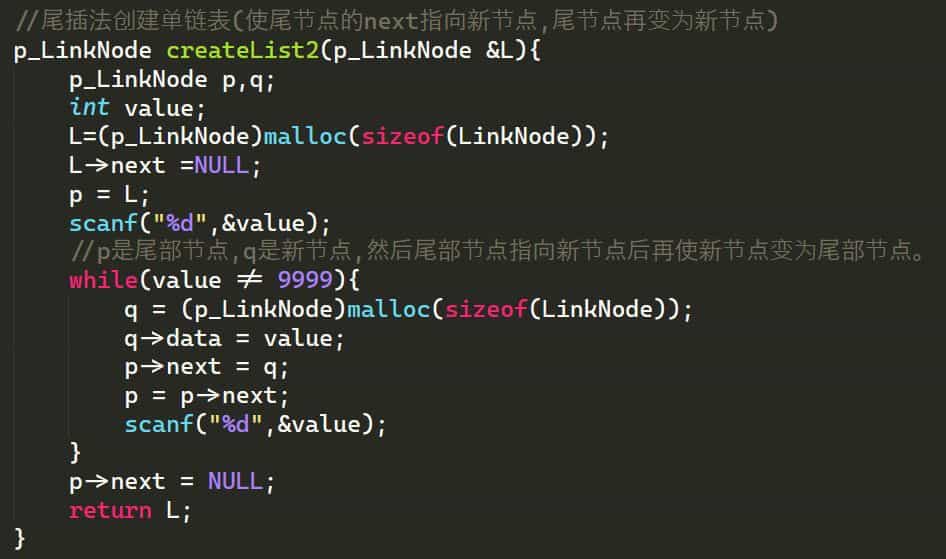 //尾插法创建单链表(使尾节点的next指向新节点,尾节点再变为新节点)
p_LinkNode createList2(p_LinkNode &L){
    p_LinkNode p,q;
    int value;
    L=(p_LinkNode)malloc(sizeof(LinkNode));
    L->next =NULL;
    p = L;
    scanf("%d",&value);
    //p是尾部节点,q是新节点,然后尾部节点指向新节点后再使新节点变为尾部节点。
    while(value != 9999){
        q = (p_LinkNode)malloc(sizeof(LinkNode));
        q->data = value;
        p->next = q;
        p = p->next;
        scanf("%d",&value);
    }
    p->next = NULL;
    return L;
}